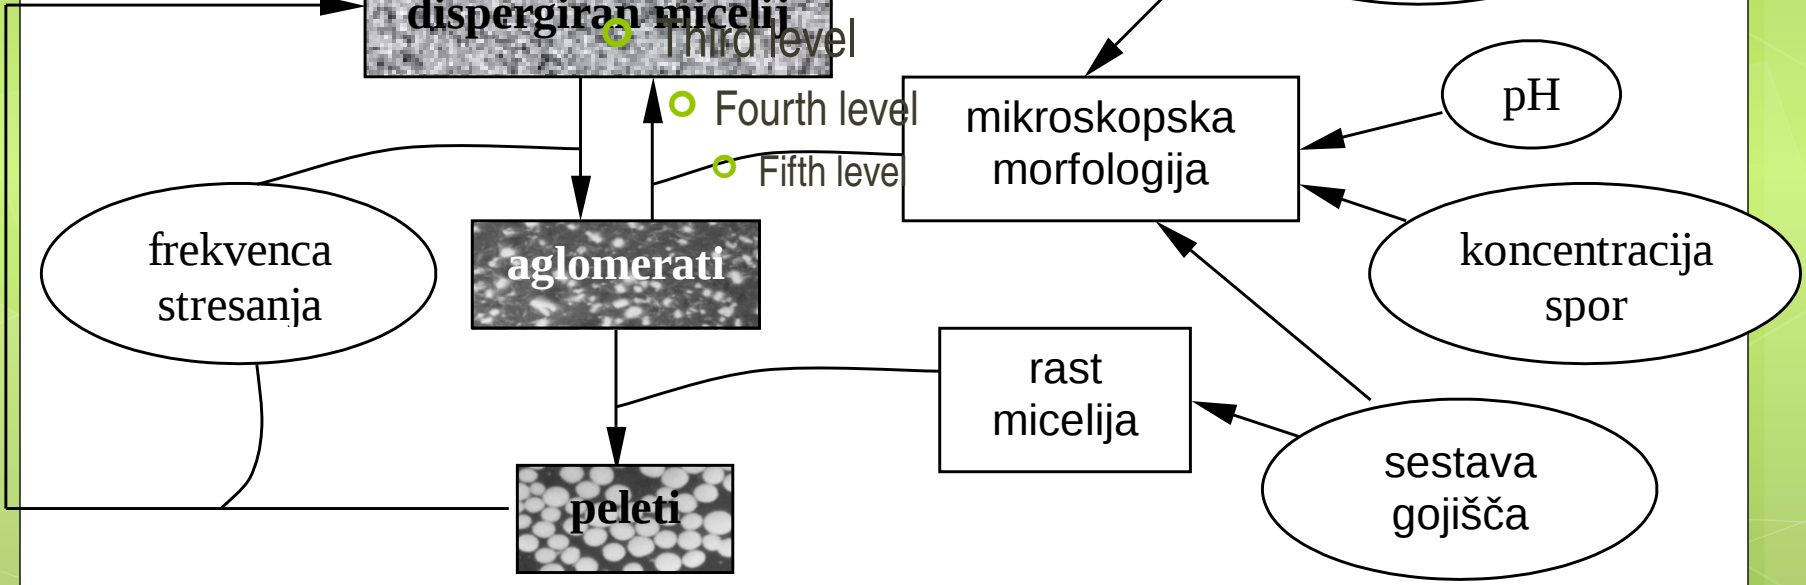 dispergiran micelij
Third level
Fourth level
Fifth level
mikroskopska
morfologija
pH
frekvenca
stresanja
aglomerati
koncentracija
spor
rast
micelija
sestava
gojišča
peleti